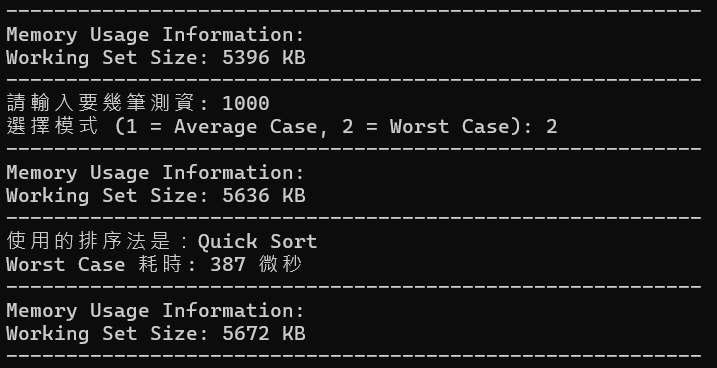 ------------------------------------------------------------
Memory Usage Information:
Working Set Size: 5396 KB
------------------------------------------------------------
請輸入要幾筆測資: 1000
選擇模式 (1 = Average Case, 2 = Worst Case): 2
------------------------------------------------------------
Memory Usage Information:
Working Set Size: 5636 KB
------------------------------------------------------------
使用的排序法是：Quick Sort
Worst Case 耗時: 387 微秒
------------------------------------------------------------
Memory Usage Information:
Working Set Size: 5672 KB
------------------------------------------------------------